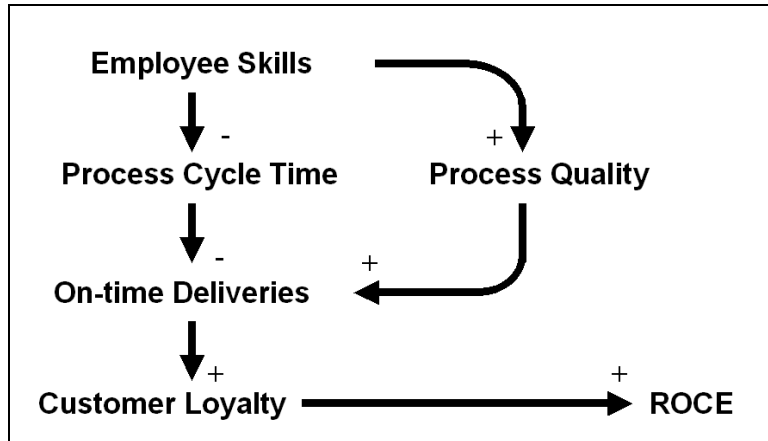 Employee Skills
-
+
Process Cycle Time
Process Quality
-
+
On-time Deliveries
+
+
Customer Loyalty
ROCE